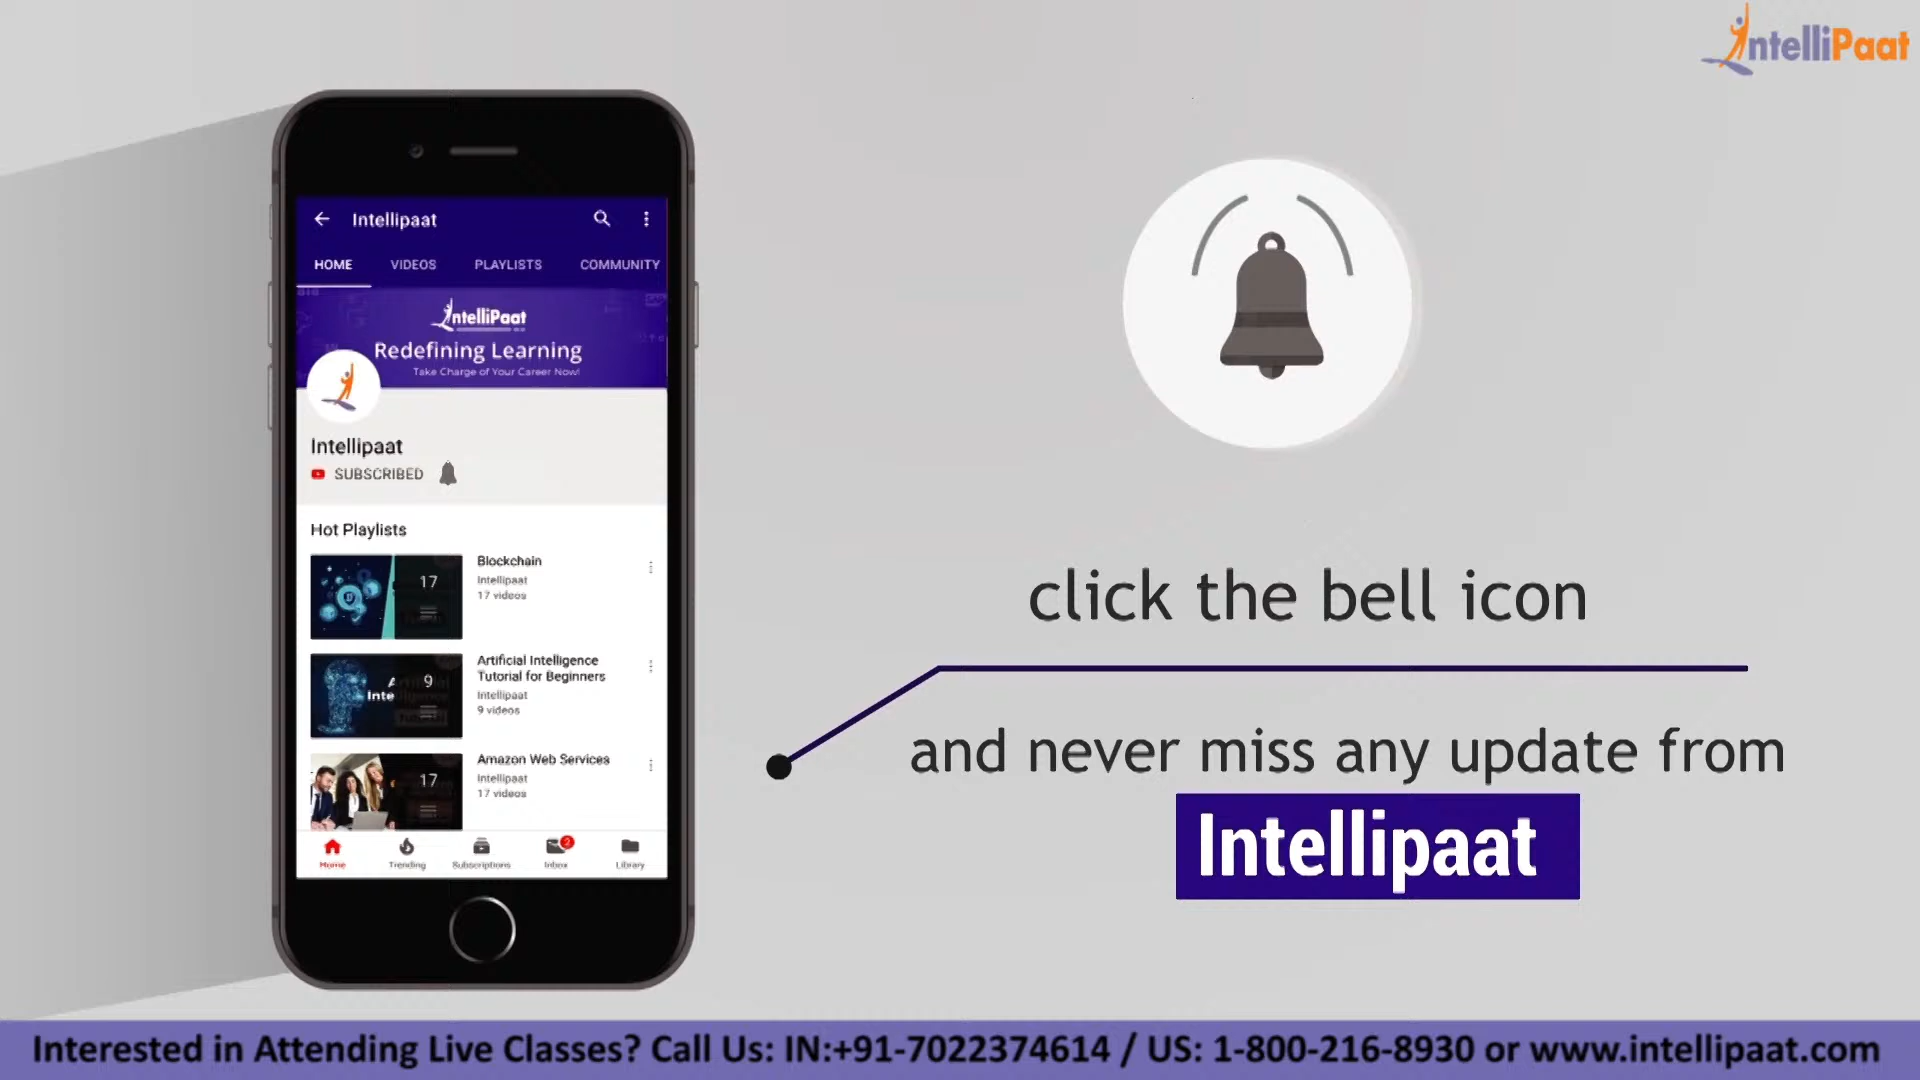 IntelliPaat
Intellipaat
HOME VIDEOS PLAYLISTS COMMUNITY
IntelliPaat
Redefining Learning
Take Charge of Your Career Now!
Intellipaat
SUBSCRIBED
Hot Playlists
17
Blockchain
Intellipaat
17 videos
9
Artificial Intelligence
Tutorial for Beginners
Intellipaat
9 videos
17
Amazon Web Services
Intellipaat
17 videos
2
Home Trending Subscriptions Inbox Library
click the bell icon
and never miss any update from
Intellipaat
Interested in Attending Live Classes? Call Us: IN:+91-7022374614 / US: 1-800-216-8930 or www.intellipaat.com